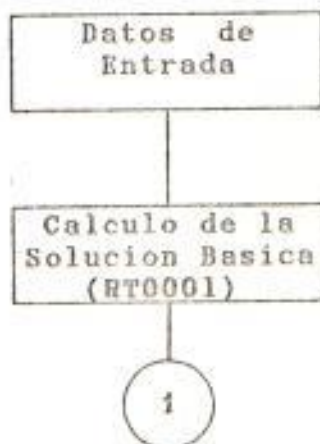 Datos de
Entrada
Calculo de la
Solucion Basica
(RT0001)
1